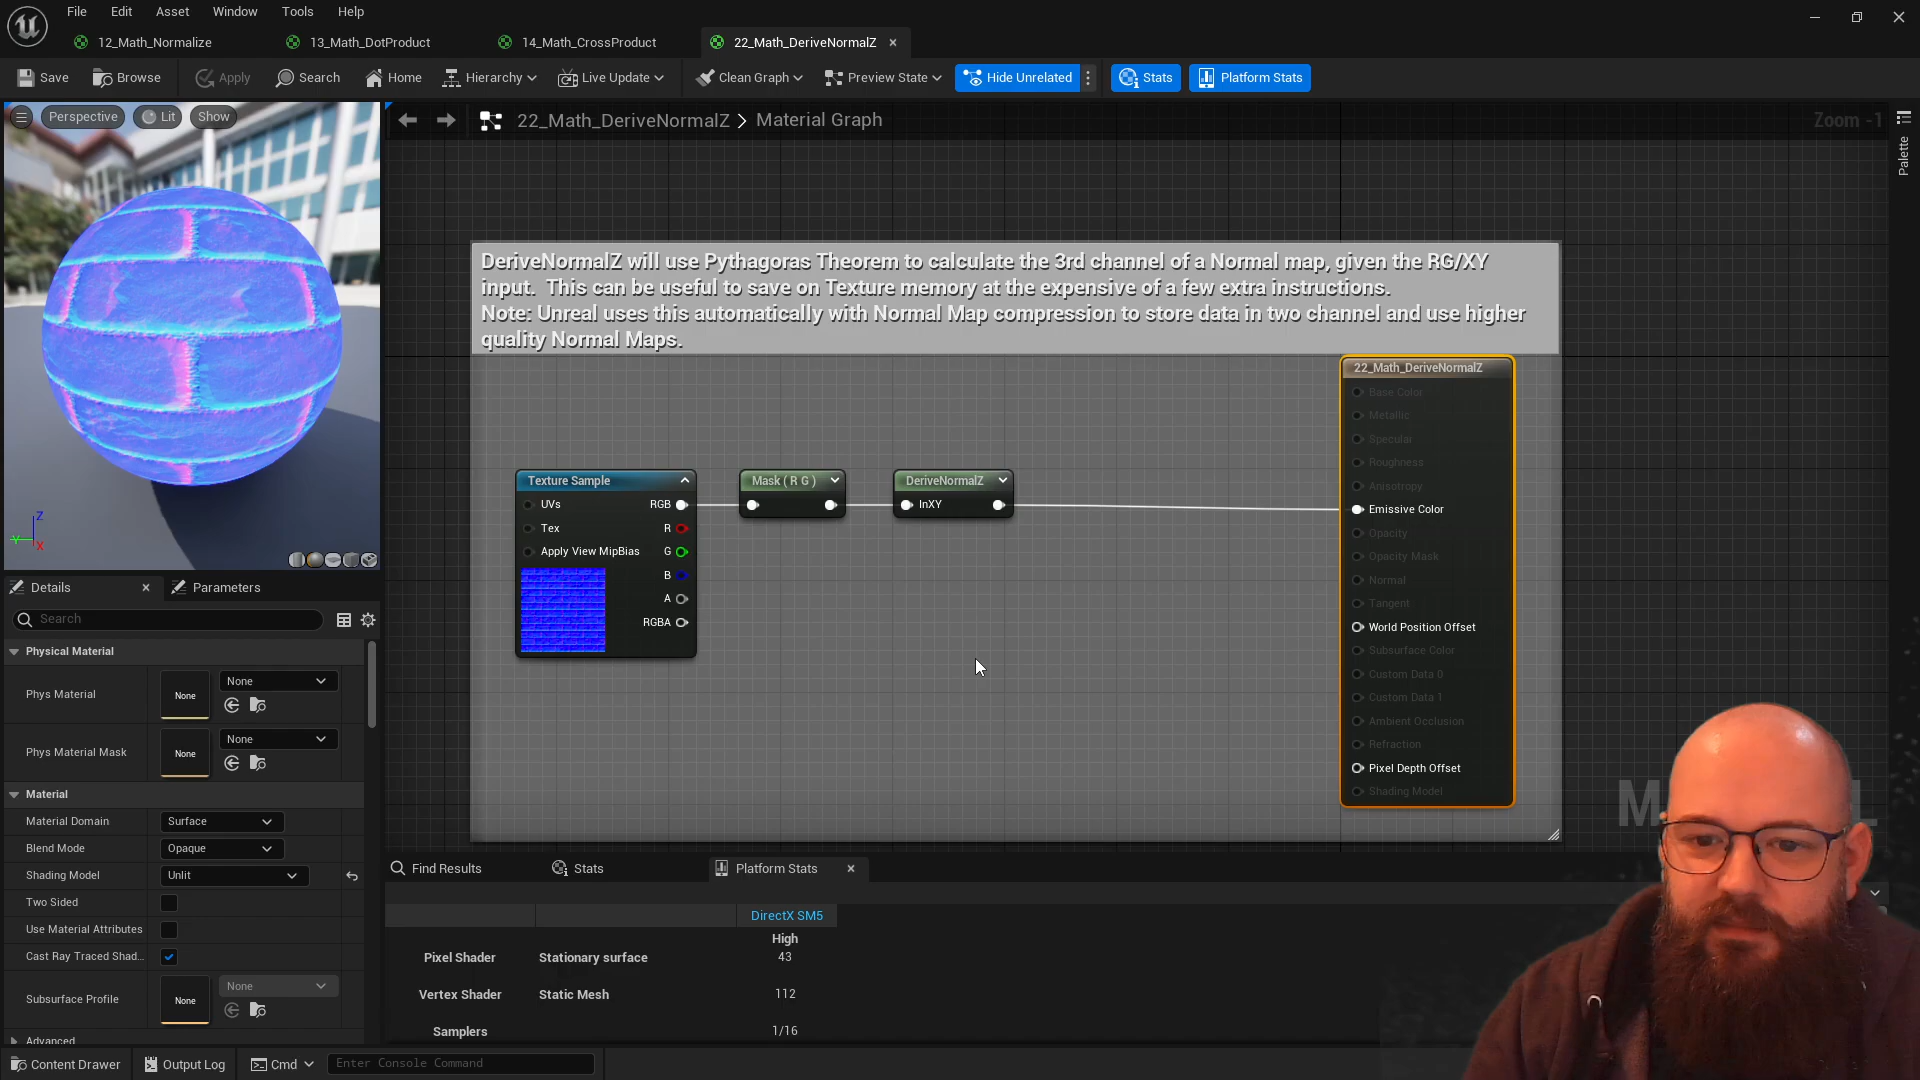 File Edit Asset Window Tools Help
12_Math_Normalize 13_Math_DotProduct 14_Math_CrossProduct 22_Math_DeriveNormalZ
Save Browse Apply Search Home Hierarchy Live Update Clean Graph Preview State Hide Unrelated Stats Platform Stats
Perspective Lit Show
22_Math_DeriveNormalZ > Material Graph
Zoom -1
Palette
DeriveNormalZ will use Pythagoras Theorem to calculate the 3rd channel of a Normal map, given the RG/XY
input. This can be useful to save on Texture memory at the expensive of a few extra instructions.
Note: Unreal uses this automatically with Normal Map compression to store data in two channel and use higher
quality Normal Maps.
Texture Sample
UVs RGB
Tex R
Apply View MipBias G
B
A
RGBA
Mask ( R G )
DeriveNormalZ
InXY
22_Math_DeriveNormalZ
Base Color
Metallic
Specular
Roughness
Anisotropy
Emissive Color
Opacity
Opacity Mask
Normal
Tangent
World Position Offset
Subsurface Color
Custom Data 0
Custom Data 1
Ambient Occlusion
Refraction
Pixel Depth Offset
Shading Model
Z
Y
X
Details Parameters
Search
Physical Material
Phys Material None None
Phys Material Mask None None
Material
Material Domain Surface
Blend Mode Opaque
Shading Model Unlit
Two Sided
Use Material Attributes
Cast Ray Traced Shad...
Subsurface Profile None None
Advanced
Find Results Stats Platform Stats
DirectX SM5
High
Pixel Shader Stationary surface 43
Vertex Shader Static Mesh 112
Samplers 1/16
Content Drawer Output Log Cmd Enter Console Command